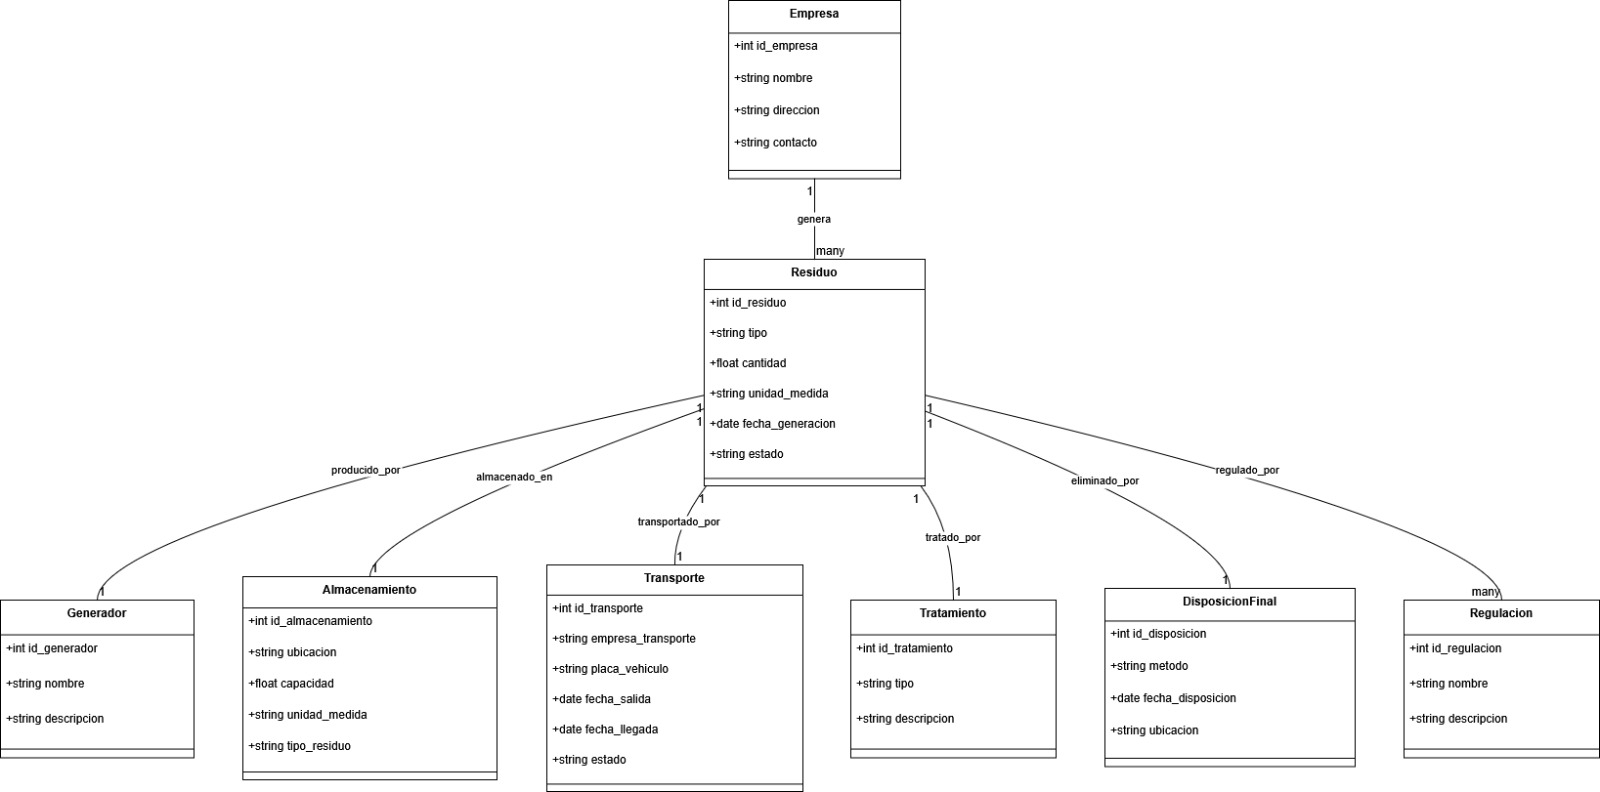 Empresa
+int id_empresa
+string nombre
+string direccion
+string contacto
1
genera
many
Residuo
+int id_residuo
+string tipo
+float cantidad
+string unidad_medida
+date fecha_generacion
+string estado
1
1
1
1
1
1
producido_por
almacenado_en
transportado_por
tratado_por
eliminado_por
regulado_por
1
1
1
1
1
many
Generador
+int id_generador
+string nombre
+string descripcion
Almacenamiento
+int id_almacenamiento
+string ubicacion
+float capacidad
+string unidad_medida
+string tipo_residuo
Transporte
+int id_transporte
+string empresa_transporte
+string placa_vehiculo
+date fecha_salida
+date fecha_llegada
+string estado
Tratamiento
+int id_tratamiento
+string tipo
+string descripcion
DisposicionFinal
+int id_disposicion
+string metodo
+date fecha_disposicion
+string ubicacion
Regulacion
+int id_regulacion
+string nombre
+string descripcion